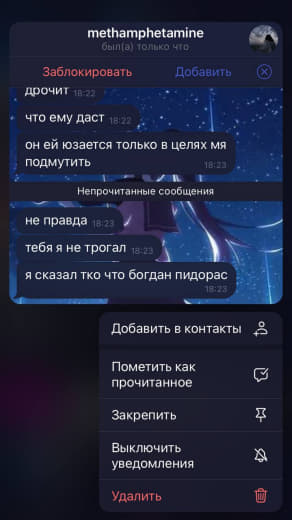 methamphetamine
был(а) только что
Заблокировать
Добавить
дрочит 18:22
что ему даст 18:22
он ей юзается только в целях мя
подмутить 18:23
Непрочитанные сообщения
не правда 18:23
тебя я не трогал 18:23
я сказал тко что богдан пидорас
18:23
Добавить в контакты
Пометить как
прочитанное
Закрепить
Выключить
уведомления
Удалить